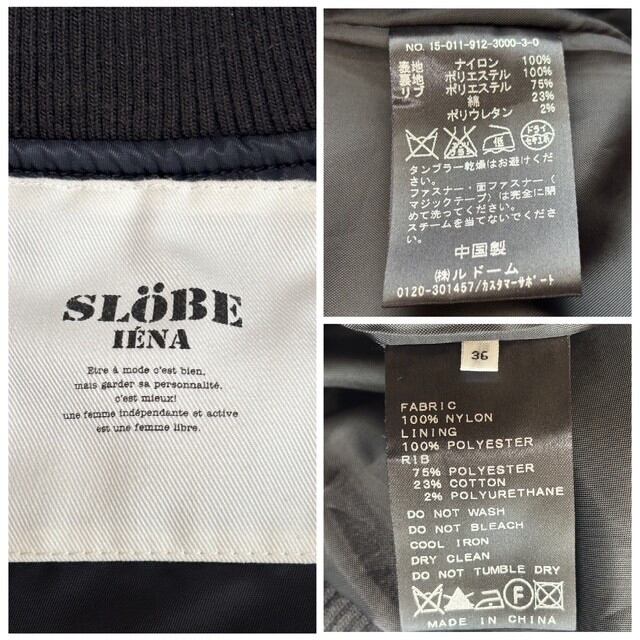 SLÖBE
IÉNA
Etre à mode c'est bien,
mais garder sa personnalité,
c'est mieux!
une femme indépendante et active
est une femme libre.
NO. 15-011-912-3000-3-0
表地 ナイロン 100%
裏地 ポリエステル 100%
リブ ポリエステル 75%
綿 23%
ポリウレタン 2%
ドライ
セキユ系
タンブラー乾燥はお避けくださ
い。
ファスナー・面ファスナー(
マジックテープ)は完全に閉
めて洗ってください。
スチームを当てないでくださ
い。
中国製
(株)ルドーム
0120-301457/カスタマーサポート
36
FABRIC
100% NYLON
LINING
100% POLYESTER
RIB
75% POLYESTER
23% COTTON
2% POLYURETHANE
DO NOT WASH
DO NOT BLEACH
COOL IRON
DRY CLEAN
DO NOT TUMBLE DRY
F
MADE IN CHINA